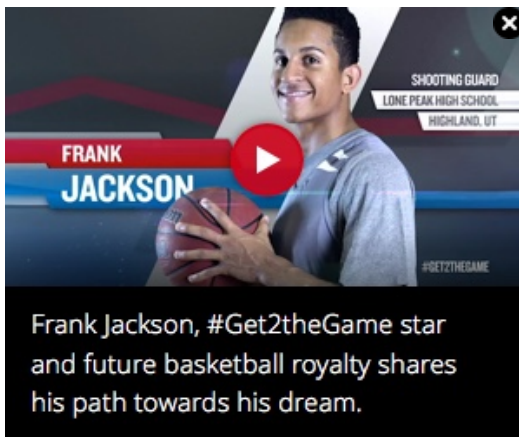 SHOOTING GUARD
LONE PEAK HIGH SCHOOL
HIGHLAND, UT
FRANK
JACKSON
#GET2THEGAME
Frank Jackson, #Get2theGame star
and future basketball royalty shares
his path towards his dream.